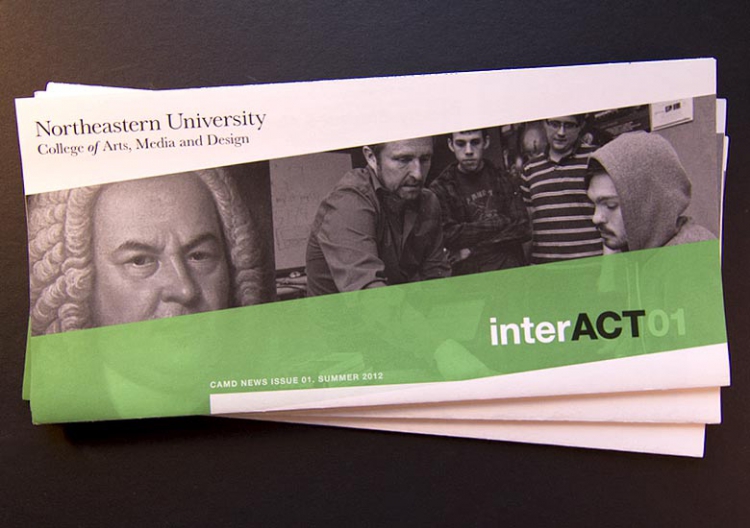 Northeastern University
College of Arts, Media and Design
interACT01
CAMD NEWS ISSUE 01, SUMMER 2012